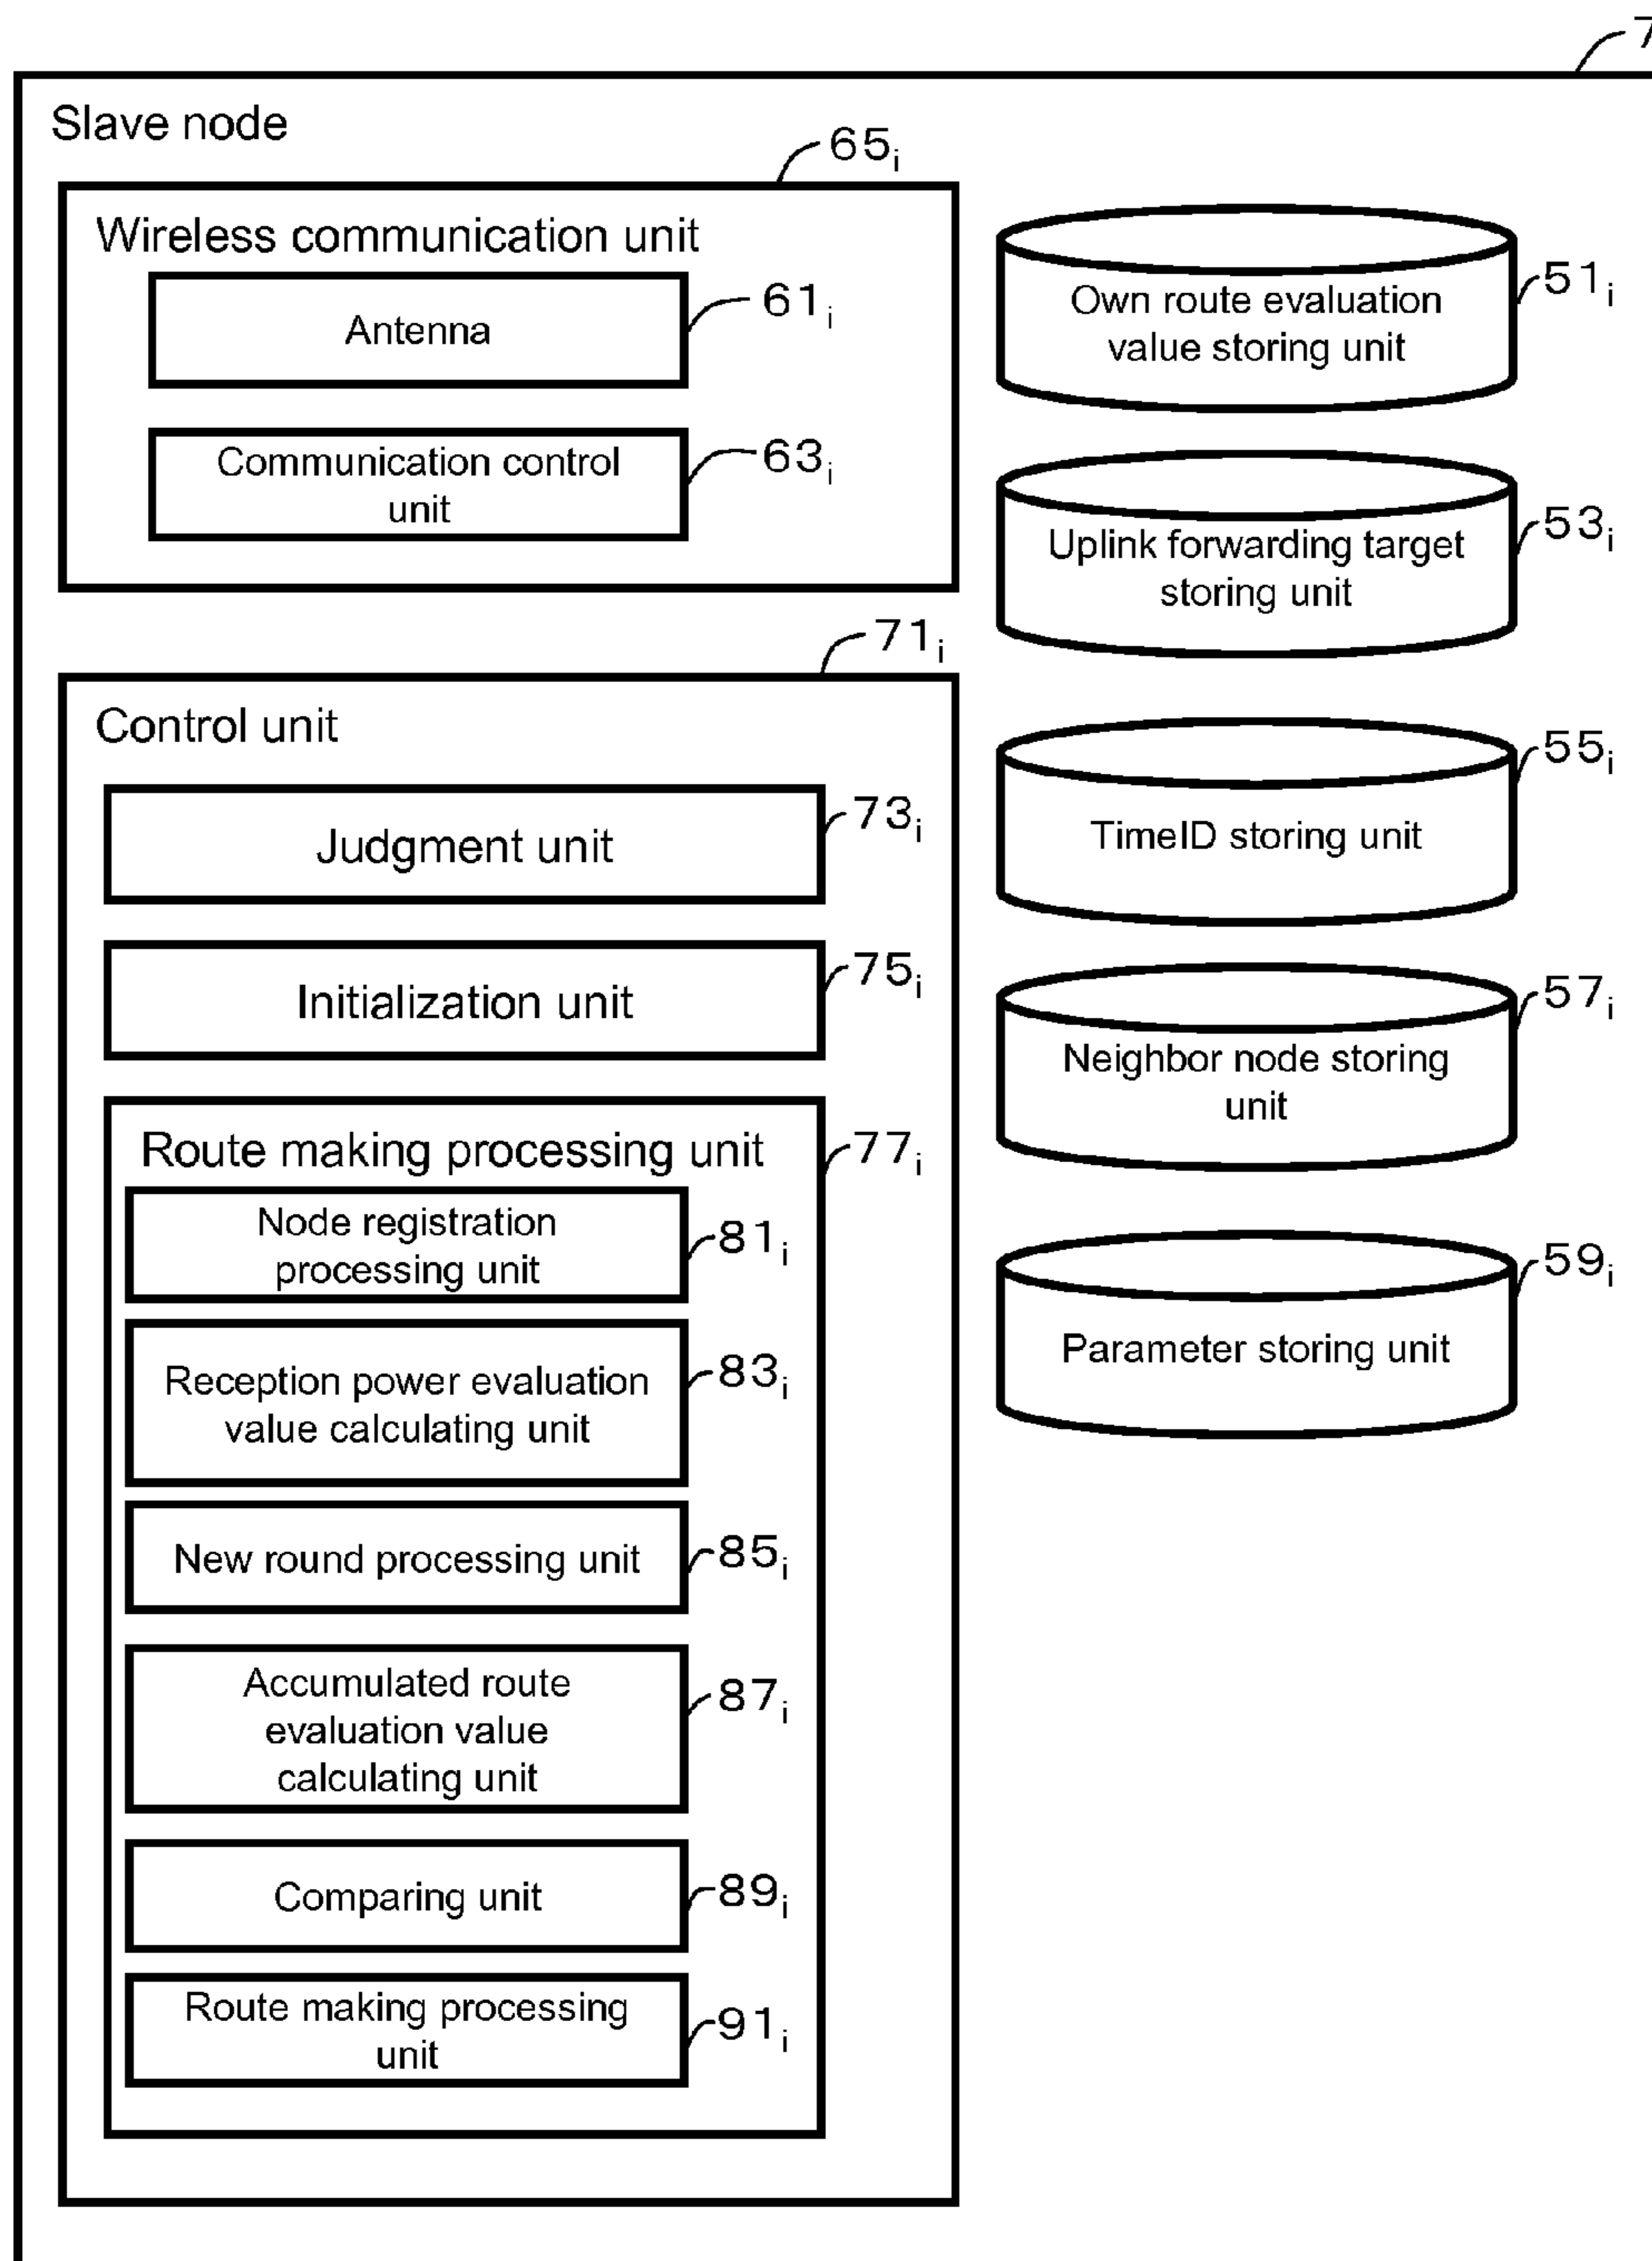 7
Slave node
65i
Wireless communication unit
Antenna
61i
Communication control
unit
63i
71i
Control unit
Judgment unit
73i
Initialization unit
75i
Route making processing unit
77i
Node registration
processing unit
81i
Reception power evaluation
value calculating unit
83i
New round processing unit
85i
Accumulated route
evaluation value
calculating unit
87i
Comparing unit
89i
Route making processing
unit
91i
Own route evaluation
value storing unit
51i
Uplink forwarding target
storing unit
53i
TimeID storing unit
55i
Neighbor node storing
unit
57i
Parameter storing unit
59i